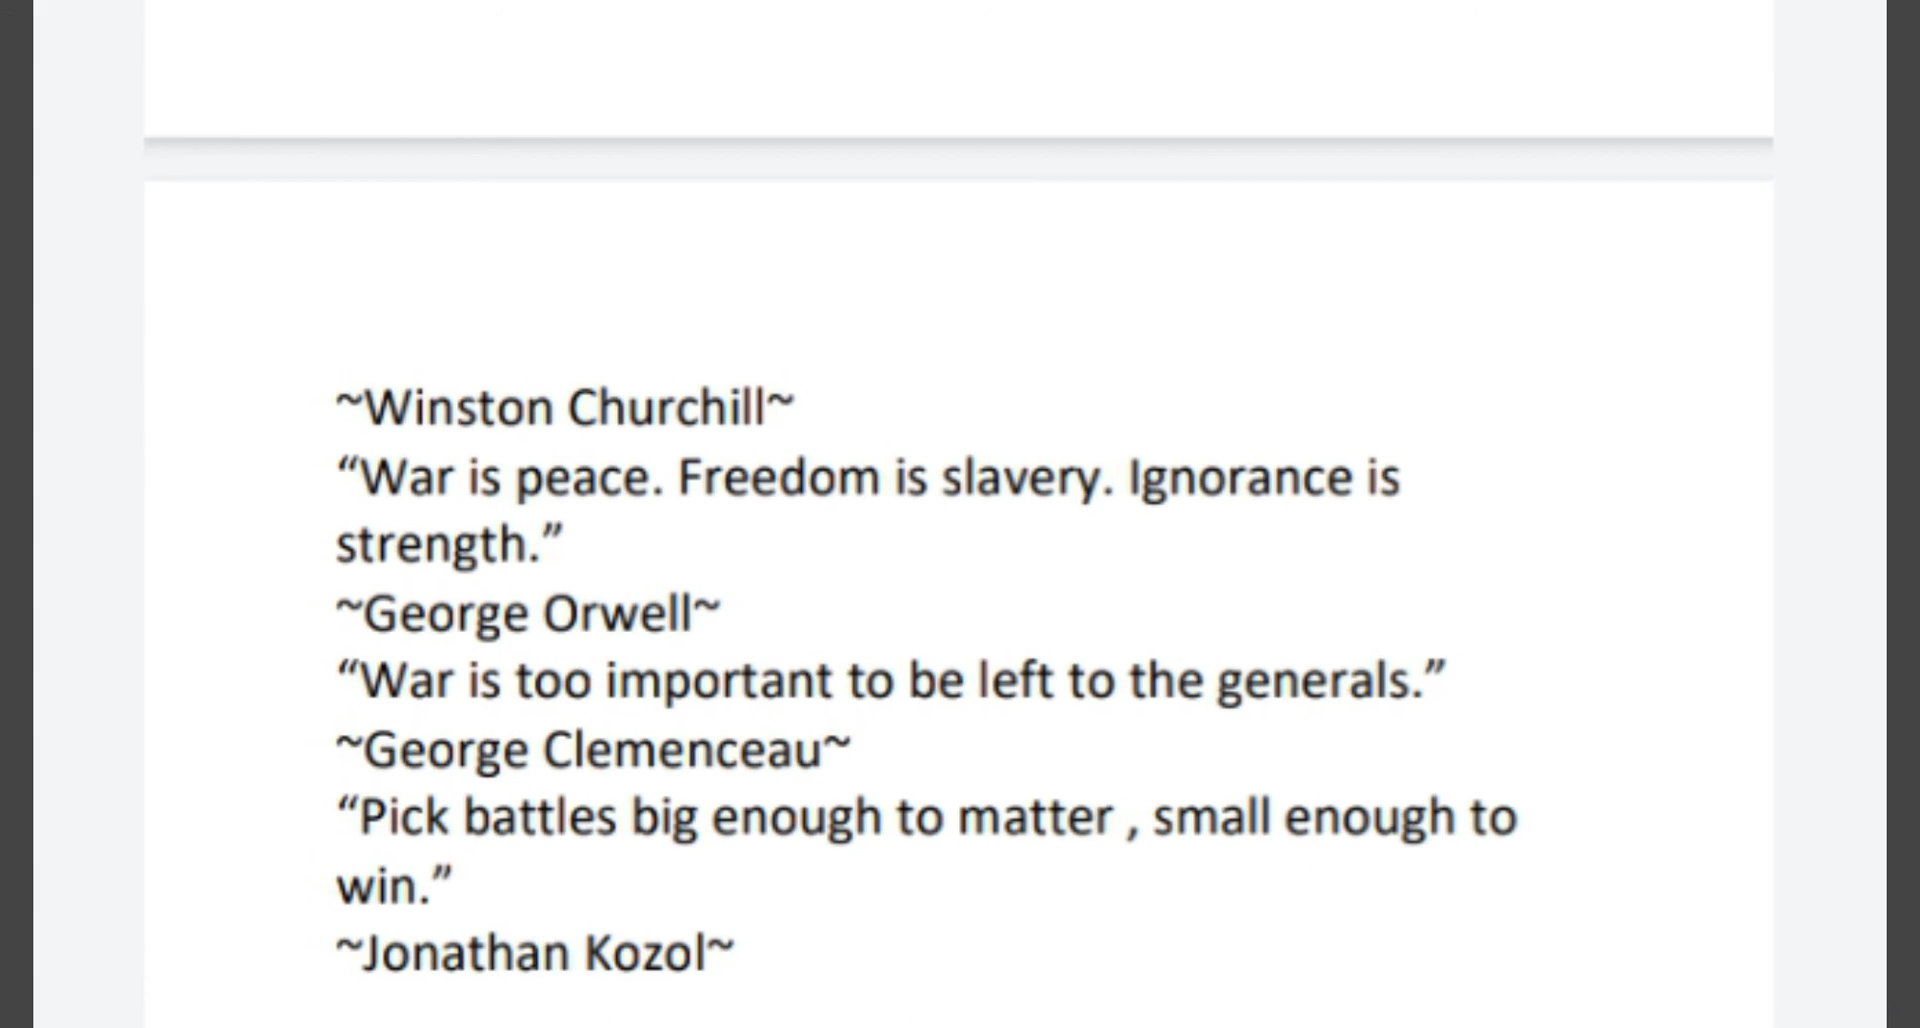 ~Winston Churchill~
“War is peace. Freedom is slavery. Ignorance is
strength.”
~George Orwell~
“War is too important to be left to the generals.”
~George Clemenceau~
“Pick battles big enough to matter , small enough to
win.”
~Jonathan Kozol~